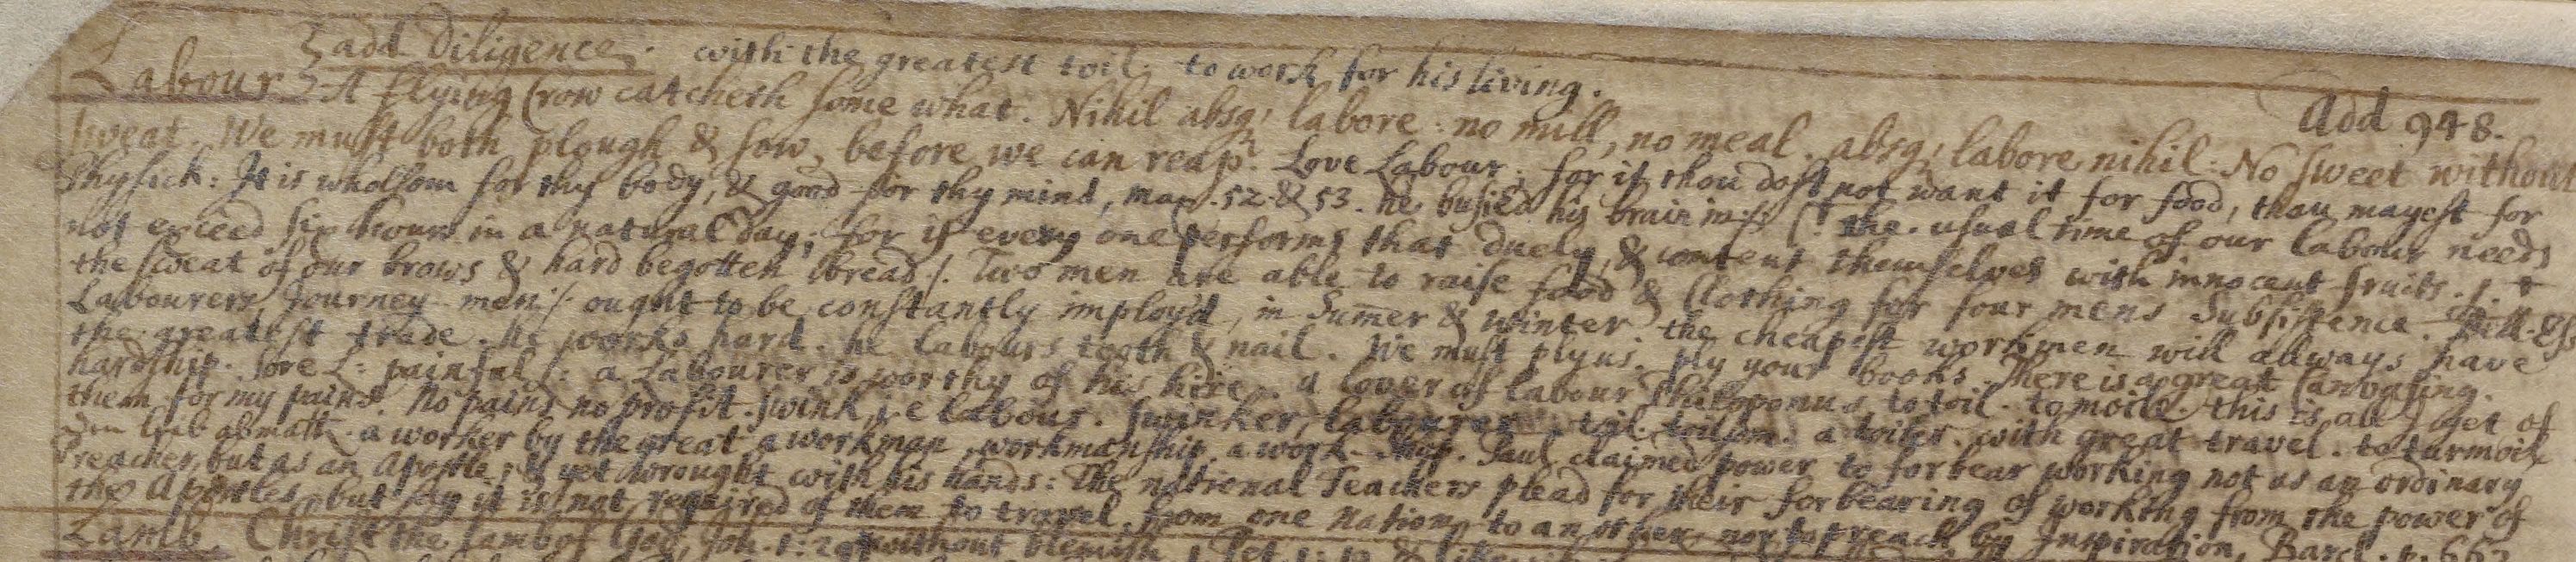 add Diligence. with the greatest toil. to work for his living.
Add 948.
Labour A flying Crow catcheth some what. Nihil absq; labore: no mill, no meal. absq; labore nihil: No sweet without
sweat. We must both plough & sow, before we can reap. Love Labour; for if thou dost not want it for food, thou mayest for
Physick: It is wholsom for thy body, & good for thy mind, 52 & 53. he busied his brain in the usual time of our labour needs
not exceed six hours in a natural day; for if every one performs that duely, & content themselves with innocent fruits.
the sweat of our brows & hard begotten bread. Two men are able to raise food & Clothing for four mens Subsistence.
Labourers, Journey-men ought to be constantly imployd, in Summer & winter the cheapest workmen will allways have
the greatest trade. he works hard. he labours tooth & nail. We must ply us. ply your books. There is a great Canvasing.
hardship. sore L: painful a Labourer is worthy of his hire. a lover of labour Philoponus to toil. to moile. this is all I get of
them for my pains. No pains no profit. swink, i.e labour. swinker, labourer toil. toilsom. a toiler. with great travel. to turmoile
a worker by the great a workman, workmanship. a work-shop. Paul claimed power to forbear working not as an ordinary
Preacher, but as an Apostle; & yet wrought with his hands: The national Teachers plead for their forbearing of working from the power of
the Apostles, but say it is not required of them to travel from one Nation to another, nor to preach by Inspiration, Barcl. p. 663
Lamb. Christ the lamb of God, Joh. 1: 29 without blemish 1 Pet. 1: 19 &